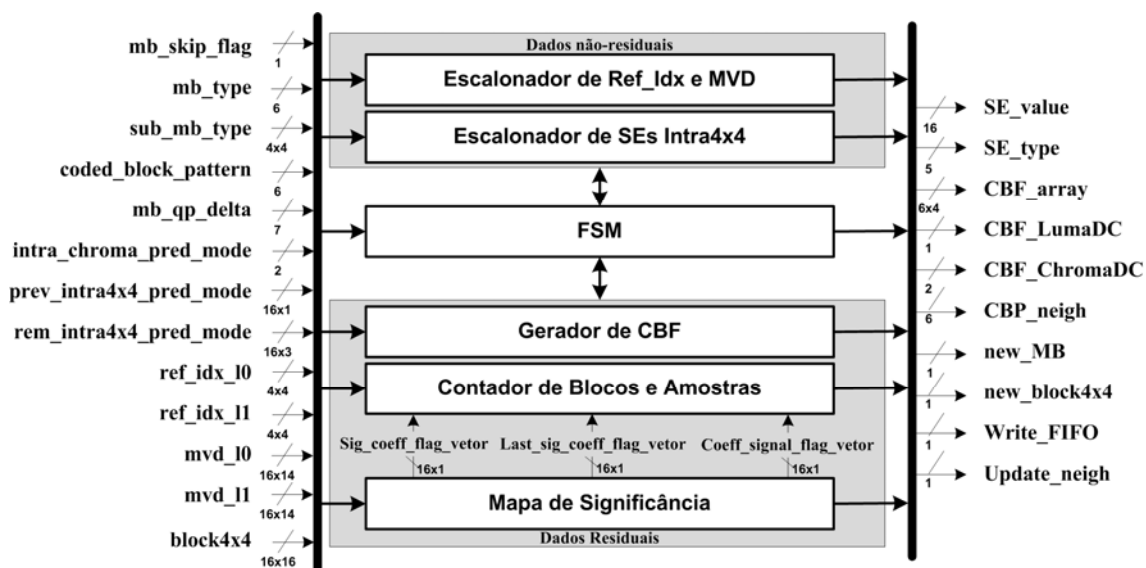 mb_skip_flag
1
mb_type
6
sub_mb_type
4x4
coded_block_pattern
6
mb_qp_delta
7
intra_chroma_pred_mode
2
prev_intra4x4_pred_mode
16x1
rem_intra4x4_pred_mode
16x3
ref_idx_l0
4x4
ref_idx_l1
4x4
mvd_l0
16x14
mvd_l1
16x14
block4x4
16x16
Dados não-residuais
Escalonador de Ref_Idx e MVD
Escalonador de SEs Intra4x4
FSM
Gerador de CBF
Contador de Blocos e Amostras
Sig_coeff_flag_vetor Last_sig_coeff_flag_vetor Coeff_signal_flag_vetor
16x1 16x1 16x1
Mapa de Significância
Dados Residuais
SE_value
16
SE_type
5
CBF_array
6x4
CBF_LumaDC
1
CBF_ChromaDC
2
CBP_neigh
6
new_MB
1
new_block4x4
1
Write_FIFO
1
Update_neigh
1